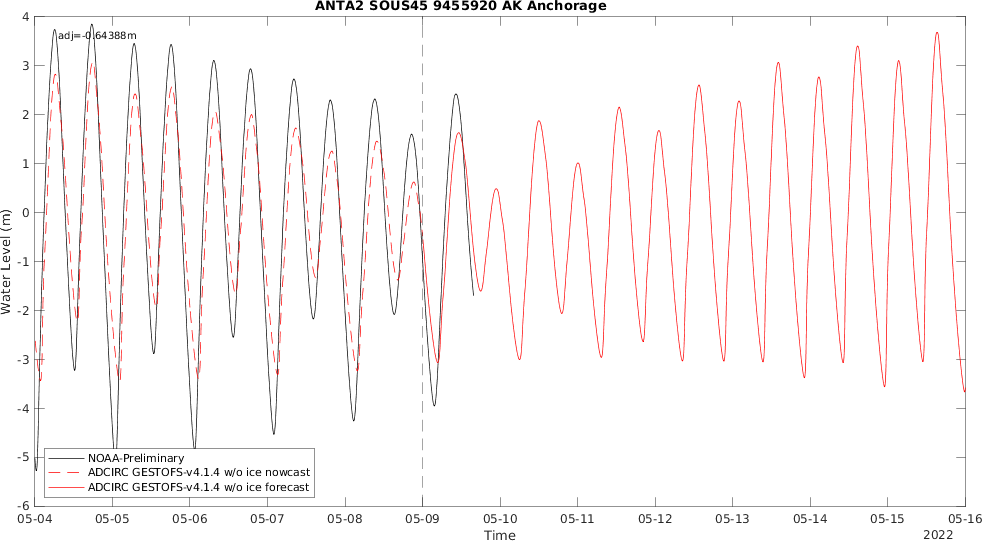 ANTA2 SOUS45 9455920 AK Anchorage
adj=-0.64388m
4
3
2
1
0
-1
-2
-3
-4
-5
-6
Water Level (m)
NOAA-Preliminary
ADCIRC GESTOFS-v4.1.4 w/o ice nowcast
ADCIRC GESTOFS-v4.1.4 w/o ice forecast
05-04 05-05 05-06 05-07 05-08 05-09 05-10 05-11 05-12 05-13 05-14 05-15 05-16
Time
2022